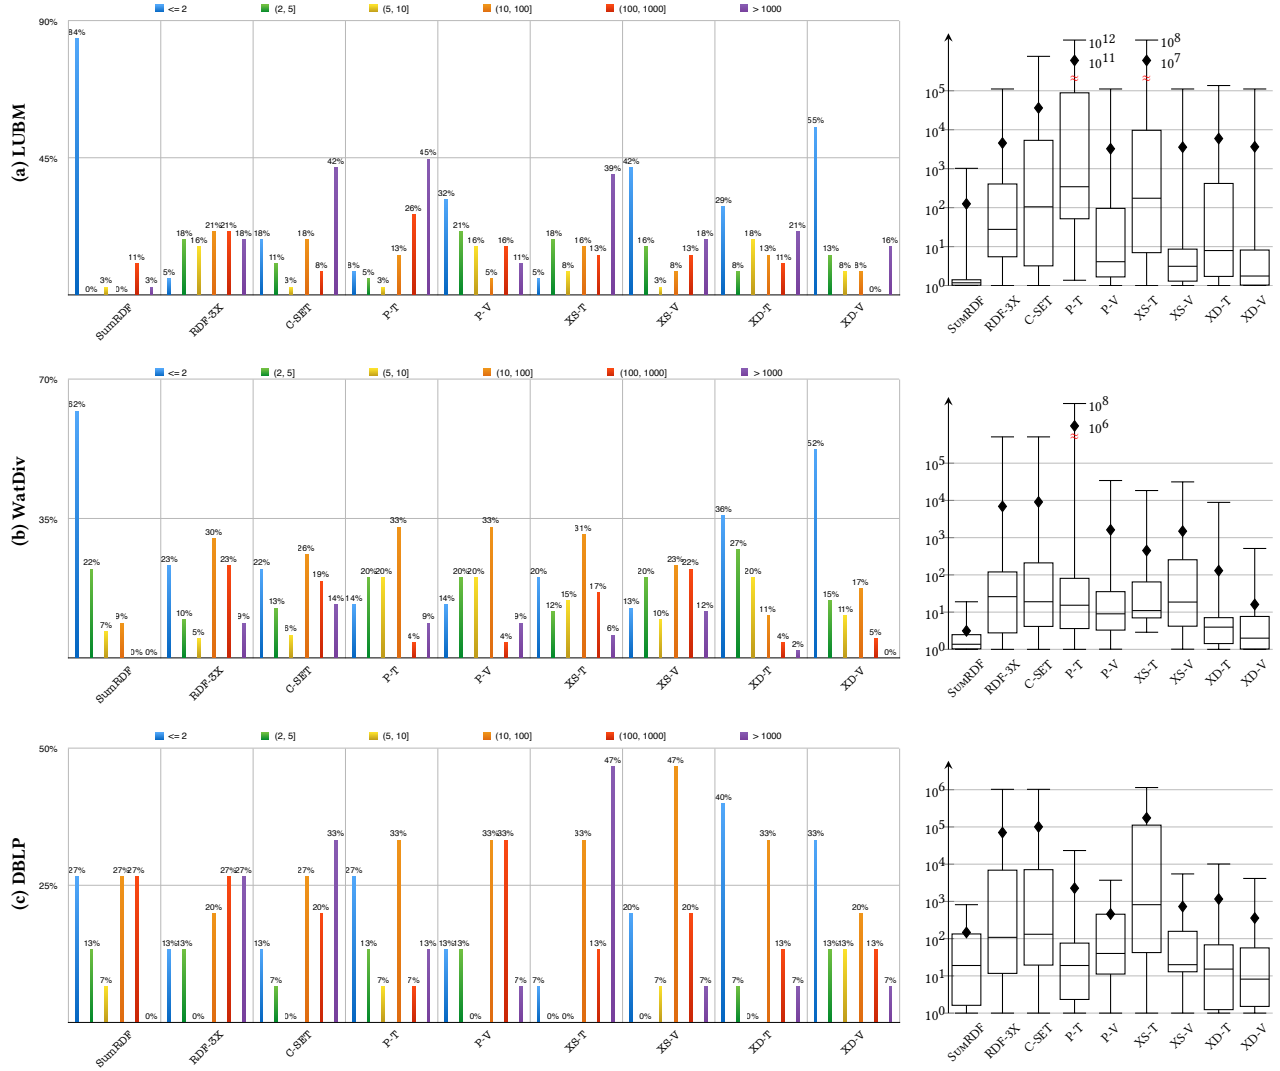 <= 2 (2, 5] (5, 10] (10, 100] (100, 1000] > 1000
90%
45%
(a) LUBM
84% 0% 3% 0% 11% 3%
5% 18% 16% 21% 21% 18%
18% 11% 3% 18% 8% 42%
8% 5% 3% 13% 26% 45%
32% 21% 16% 5% 16% 11%
5% 18% 8% 16% 13% 39%
42% 16% 3% 8% 13% 18%
29% 8% 18% 13% 11% 21%
55% 13% 8% 8% 0% 16%
SumRDF RDF-3X C-SET P-T P-V XS-T XS-V XD-T XD-V
10^12 10^8
10^11 10^7
≈ ≈
10^5
10^4
10^3
10^2
10^1
10^0
SUMRDF RDF-3X C-SET P-T P-V XS-T XS-V XD-T XD-V
<= 2 (2, 5] (5, 10] (10, 100] (100, 1000] > 1000
70%
35%
(b) WatDiv
62% 22% 7% 9% 0% 0%
23% 10% 5% 30% 23% 9%
22% 13% 6% 26% 19% 14%
14% 20% 20% 33% 4% 9%
14% 20% 20% 33% 4% 9%
20% 12% 15% 31% 17% 6%
13% 20% 10% 23% 22% 12%
36% 27% 20% 11% 4% 2%
52% 15% 11% 17% 5% 0%
SumRDF RDF-3X C-SET P-T P-V XS-T XS-V XD-T XD-V
10^8
10^6
≈
10^5
10^4
10^3
10^2
10^1
10^0
SUMRDF RDF-3X C-SET P-T P-V XS-T XS-V XD-T XD-V
<= 2 (2, 5] (5, 10] (10, 100] (100, 1000] > 1000
50%
25%
(c) DBLP
27% 13% 7% 27% 27% 0%
13% 13% 0% 20% 27% 27%
13% 7% 0% 27% 20% 33%
27% 13% 7% 33% 7% 13%
13% 13% 0% 33% 33% 7%
7% 0% 0% 33% 13% 47%
20% 0% 7% 47% 20% 7%
40% 7% 0% 33% 13% 7%
33% 13% 13% 20% 13% 7%
SumRDF RDF-3X C-SET P-T P-V XS-T XS-V XD-T XD-V
10^6
10^5
10^4
10^3
10^2
10^1
10^0
SUMRDF RDF-3X C-SET P-T P-V XS-T XS-V XD-T XD-V